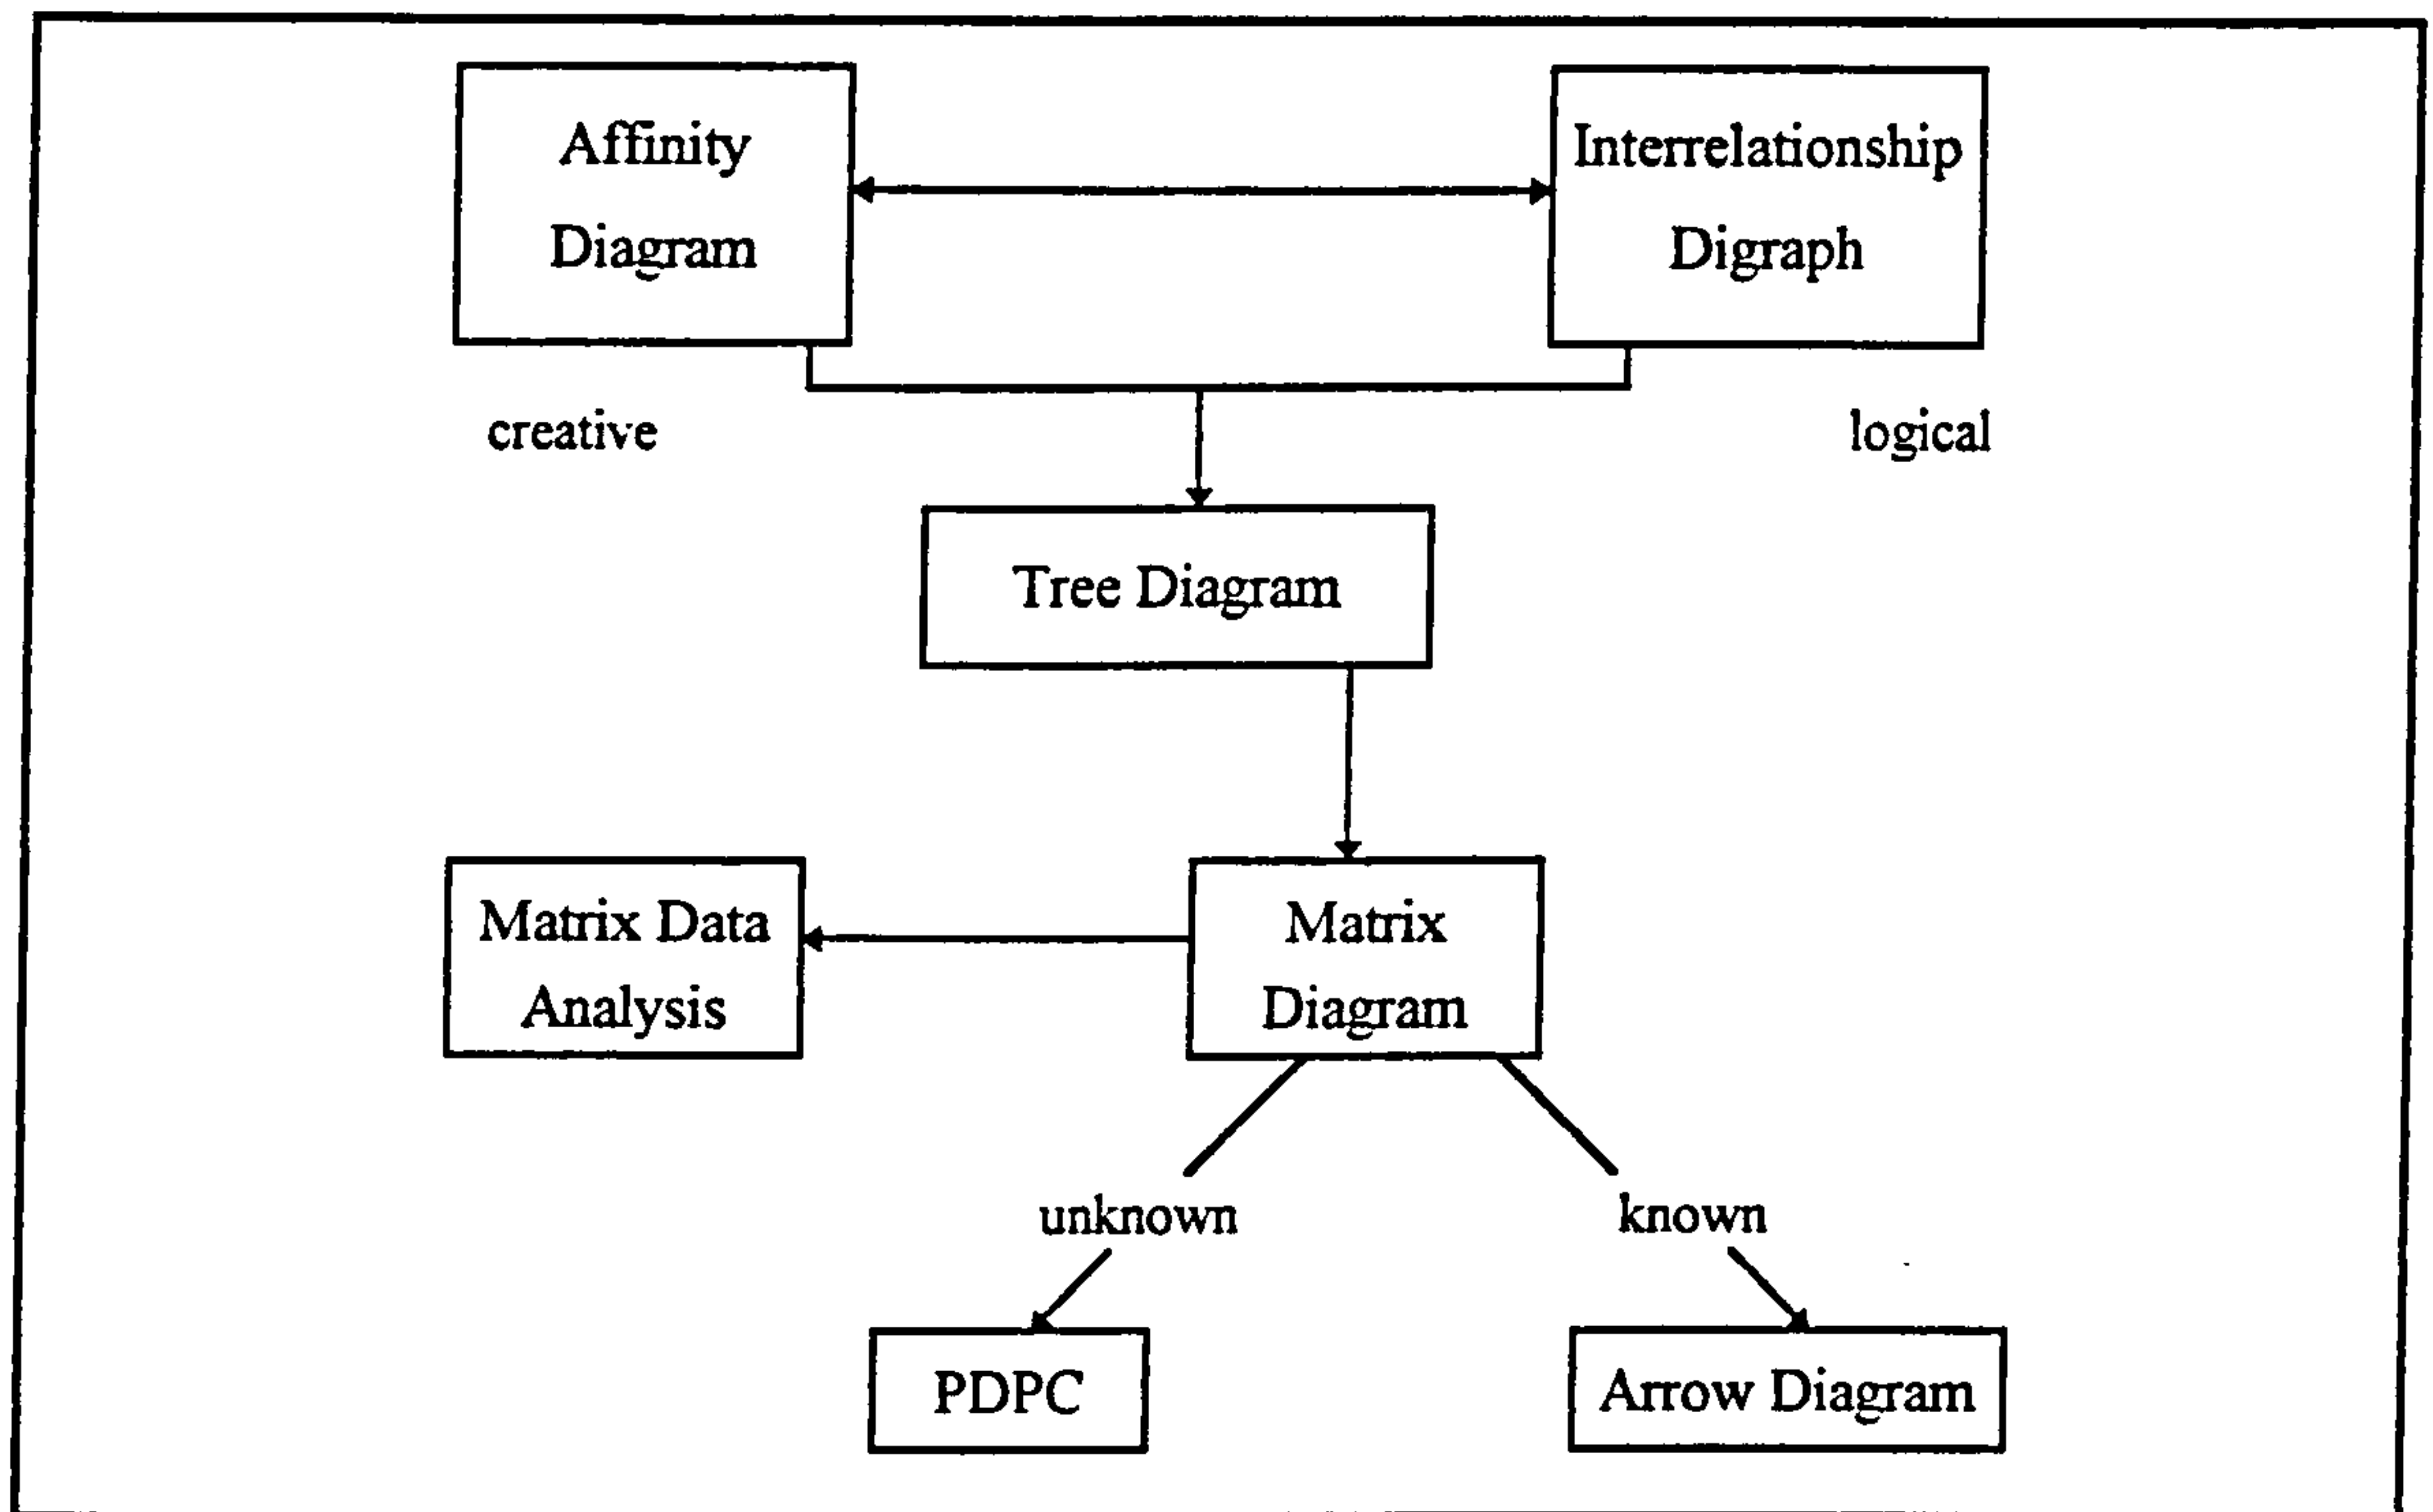 Affinity
Diagram
Interrelationship
Digraph
creative
logical
Tree Diagram
Matrix Data
Analysis
Matrix
Diagram
unknown
known
PDPC
Arrow Diagram